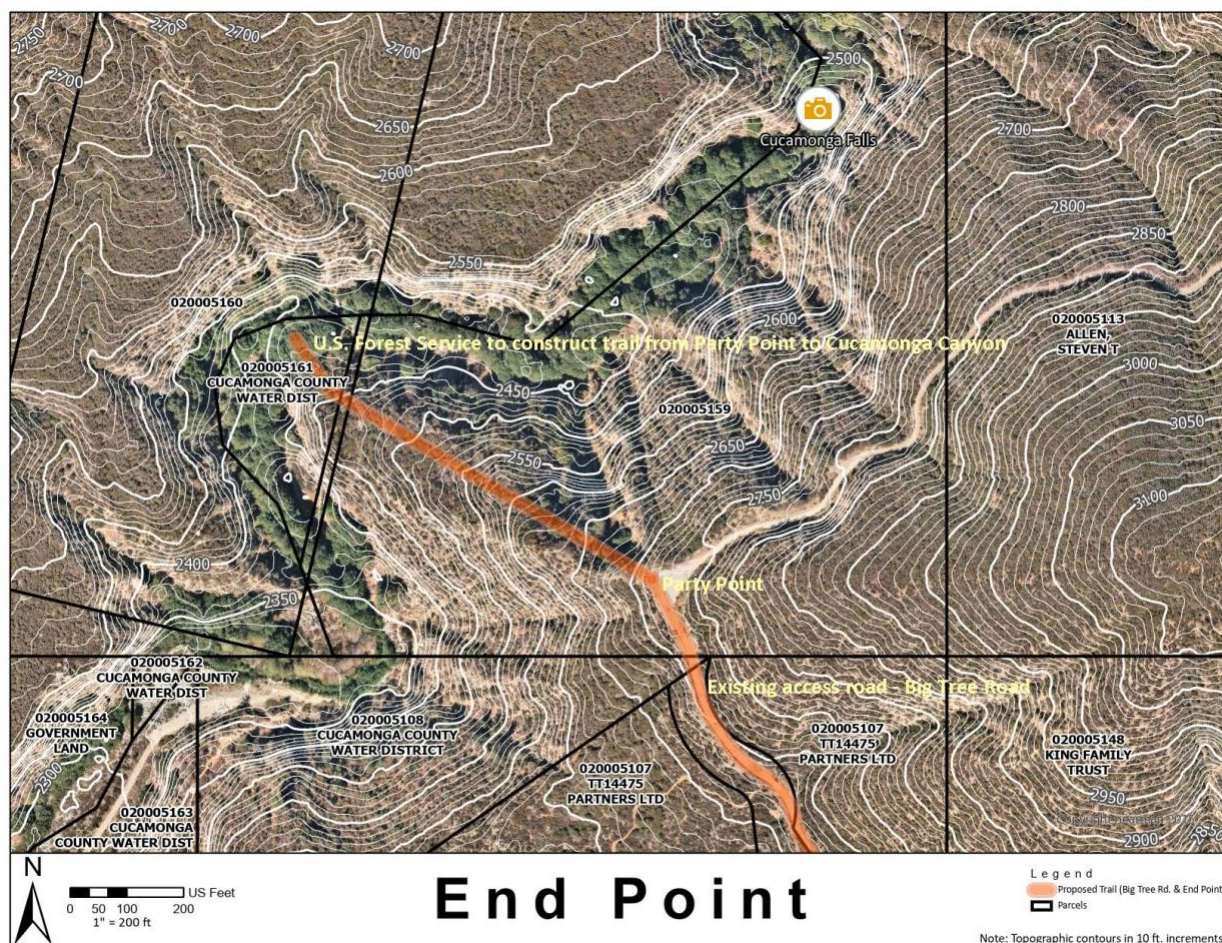 2750
2700
2700
2700
2700
2500
2650
Cucamonga Falls
2700
2600
2800
2850
2550
020005160
2600
020005113
ALLEN,
STEVEN T
U.S. Forest Service to construct trail from Party Point to Cucamonga Canyon
020005161
CUCAMONGA COUNTY
WATER DIST
3000
2450
020005159
3050
2650
2550
2750
3100
2400
Party Point
2350
020005162
CUCAMONGA COUNTY
WATER DIST
Existing access road - Big Tree Road
020005164
GOVERNMENT
LAND
020005108
CUCAMONGA COUNTY
WATER DISTRICT
020005107
TT14475
PARTNERS LTD
020005148
KING FAMILY
TRUST
020005107
TT14475
PARTNERS LTD
2300
2950
020005163
CUCAMONGA
COUNTY WATER DIST
2900
N
US Feet
0 50 100 200
1" = 200 ft
End Point
Legend
Proposed Trail (Big Tree Rd. & End Point
Parcels
Note: Topographic contours in 10 ft. increments